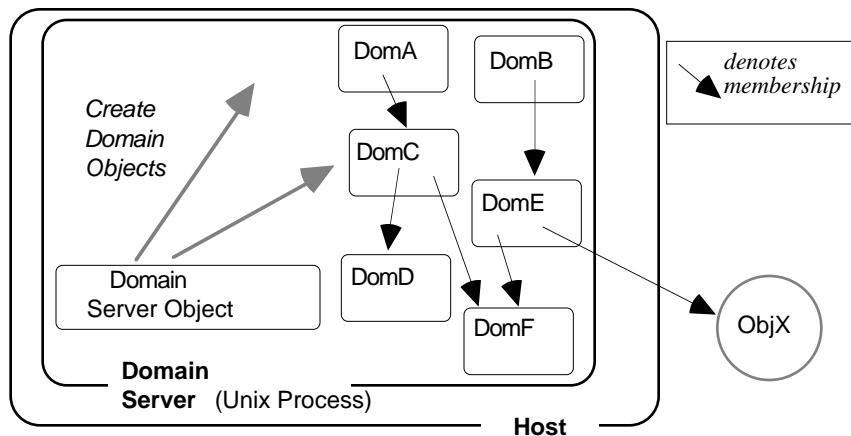 DomA
DomB
denotes
membership
Create
Domain
Objects
DomC
DomE
Domain
Server Object
DomD
DomF
ObjX
Domain
Server (Unix Process)
Host